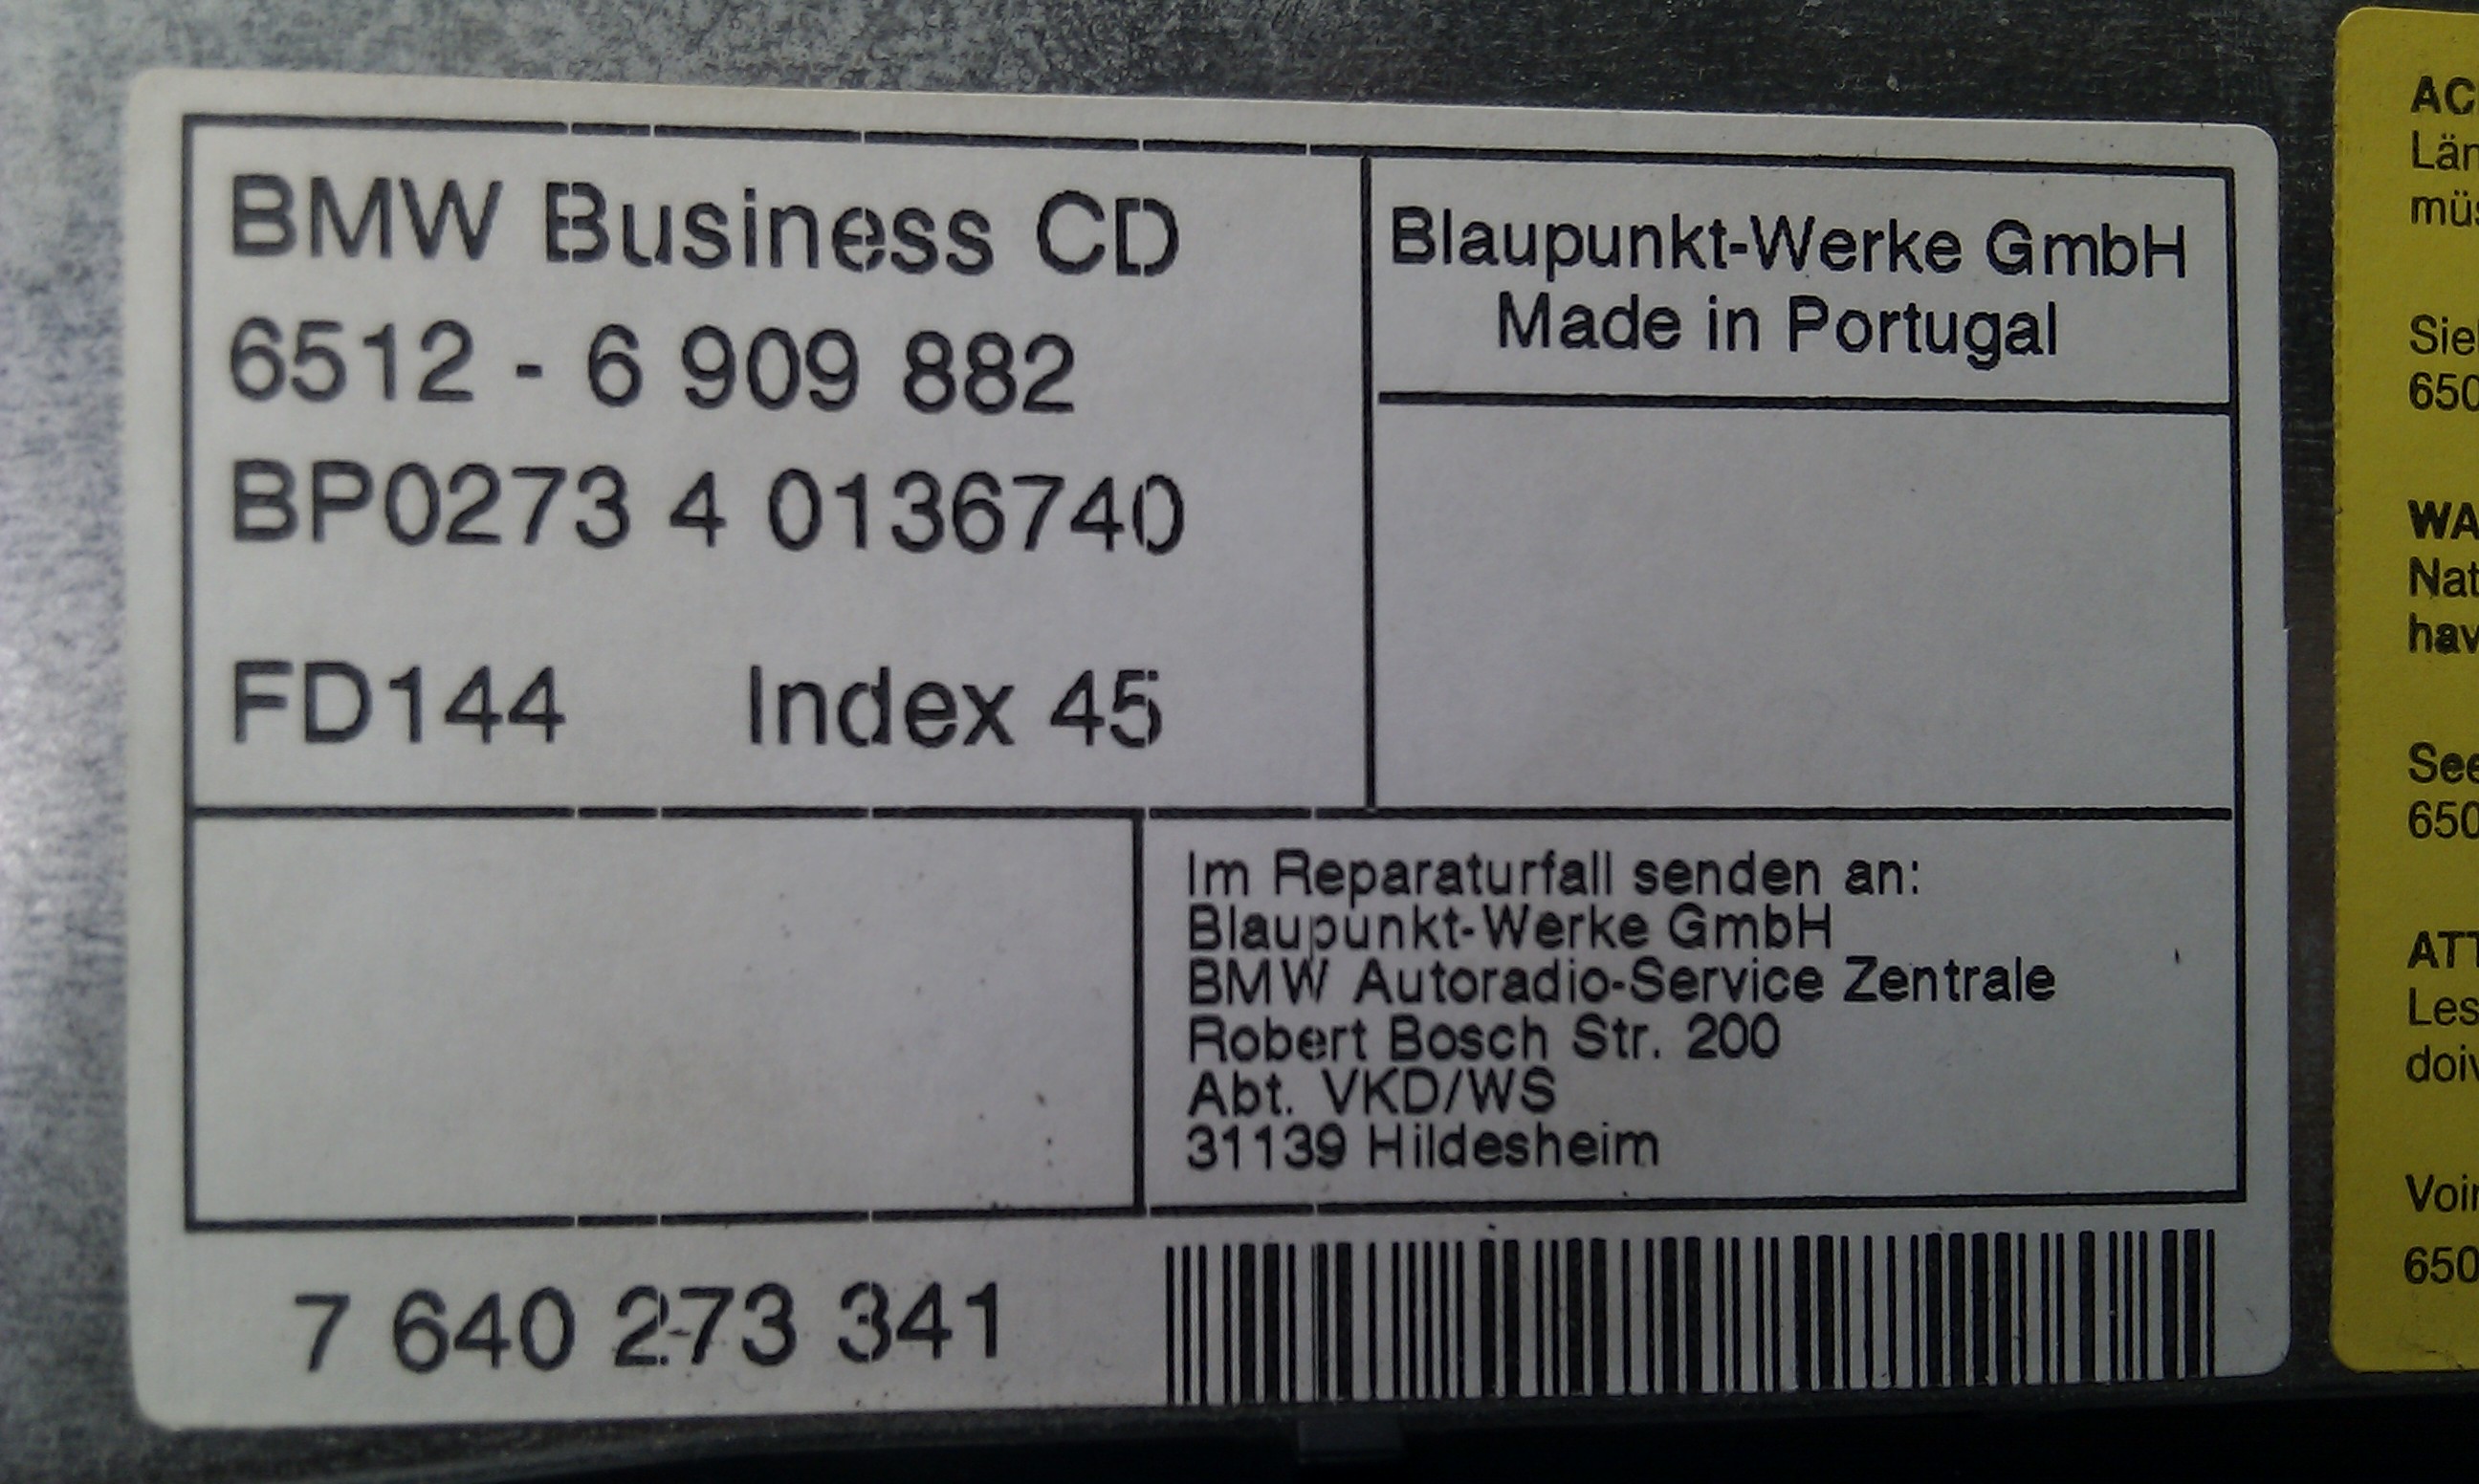 BMW Business CD
6512 - 6 909 882
BP0273 4 0136740
FD144 Index 45
Blaupunkt-Werke GmbH
Made in Portugal
Im Reparaturfall senden an:
Blaupunkt-Werke GmbH
BMW Autoradio-Service Zentrale
Robert Bosch Str. 200
Abt. VKD/WS
31139 Hildesheim
7 640 273 341